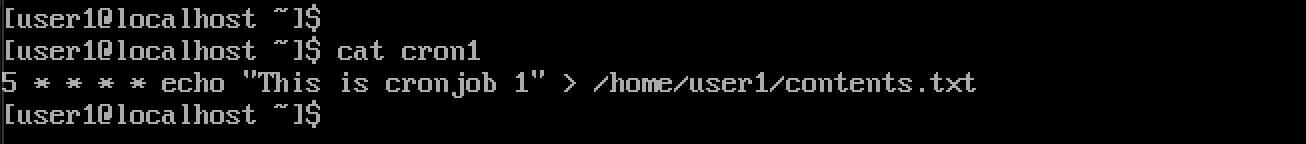 [user1@localhost ~]$
[user1@localhost ~]$ cat cron1
5 * * * * echo "This is cronjob 1" > /home/user1/contents.txt
[user1@localhost ~]$